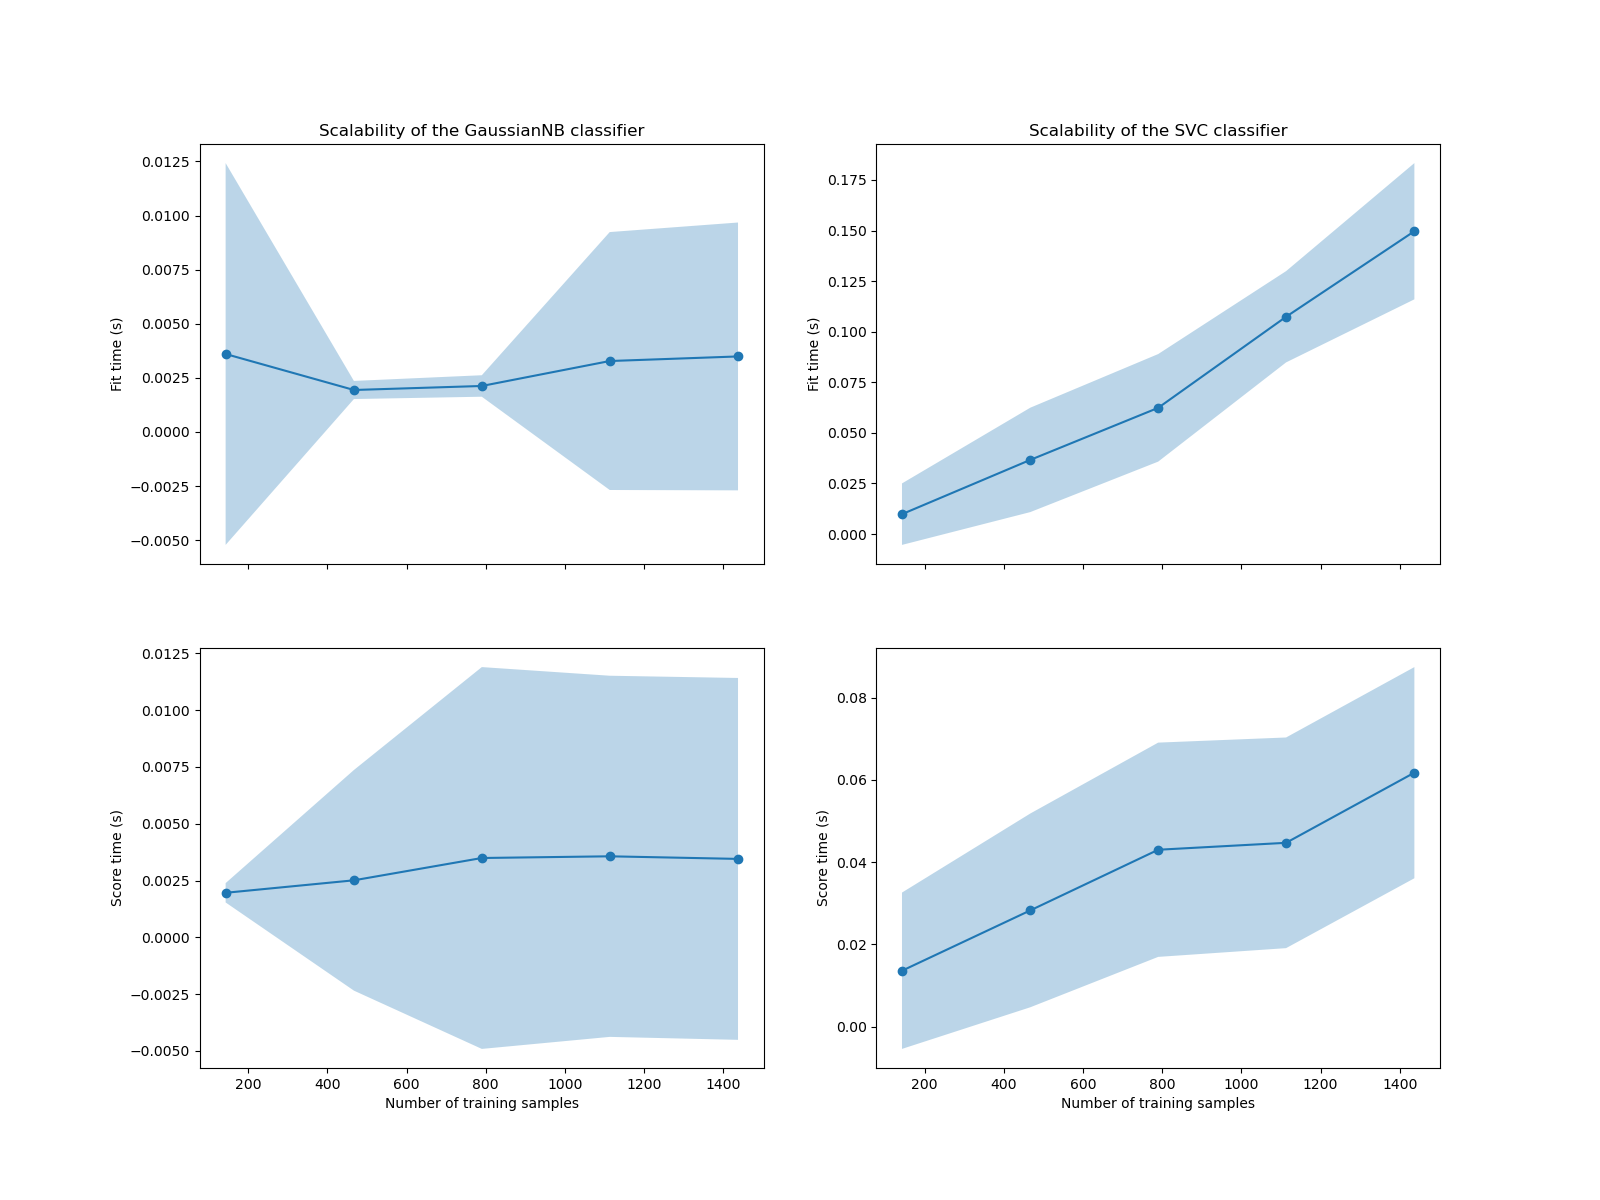 Scalability of the GaussianNB classifier
Fit time (s)
0.0125
0.0100
0.0075
0.0050
0.0025
0.0000
−0.0025
−0.0050
Scalability of the SVC classifier
Fit time (s)
0.175
0.150
0.125
0.100
0.075
0.050
0.025
0.000
Score time (s)
0.0125
0.0100
0.0075
0.0050
0.0025
0.0000
−0.0025
−0.0050
200 400 600 800 1000 1200 1400
Number of training samples
Score time (s)
0.08
0.06
0.04
0.02
0.00
200 400 600 800 1000 1200 1400
Number of training samples